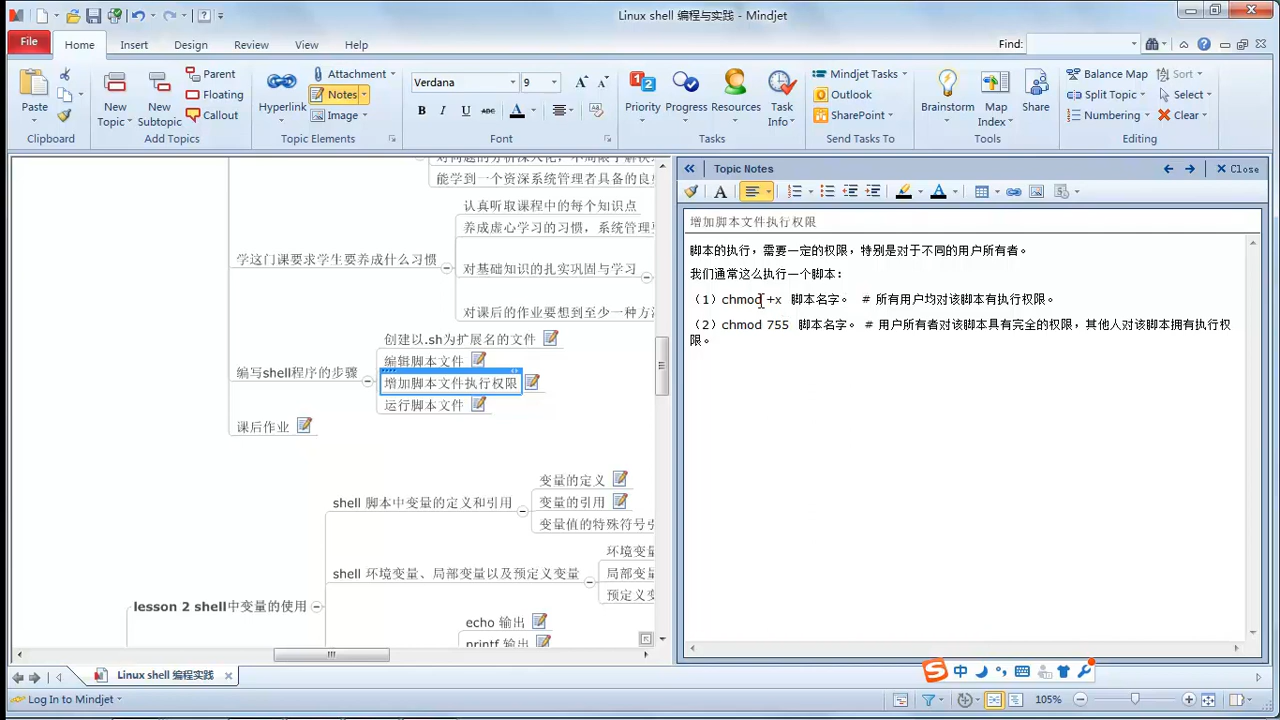 Linux shell 编程与实践 - Mindjet
File
Home
Insert
Design
Review
View
Help
Find:
Paste
Clipboard
New Topic
New Subtopic
Parent
Floating
Callout
Add Topics
Hyperlink
Attachment
Notes
Image
Topic Elements
Verdana
9
B I U abc A
Font
Priority
Progress
Resources
Task Info
Tasks
Mindjet Tasks
Outlook
SharePoint
Send Tasks To
Brainstorm
Map Index
Share
Tools
Balance Map
Split Topic
Numbering
Sort
Select
Clear
Editing
能学到一个资深系统管理者具备的良
认真听取课程中的每个知识点
养成虚心学习的习惯，系统管理
学这门课要求学生要养成什么习惯
对基础知识的扎实巩固与学习
对课后的作业要想到至少一种方
创建以.sh为扩展名的文件
编辑脚本文件
编写shell程序的步骤
增加脚本文件执行权限
运行脚本文件
课后作业
变量的定义
shell 脚本中变量的定义和引用
变量的引用
变量值的特殊符号引
环境变量
shell 环境变量、局部变量以及预定义变量
局部变量
预定义变
lesson 2 shell中变量的使用
echo 输出
printf 输出
Topic Notes
Close
增加脚本文件执行权限
脚本的执行，需要一定的权限，特别是对于不同的用户所有者。
我们通常这么执行一个脚本：
（1）chmod +x 脚本名字。 # 所有用户均对该脚本有执行权限。
（2）chmod 755 脚本名字。 # 用户所有者对该脚本具有完全的权限，其他人对该脚本拥有执行权
限。
Linux shell 编程实践
中
Log In to Mindjet
105%